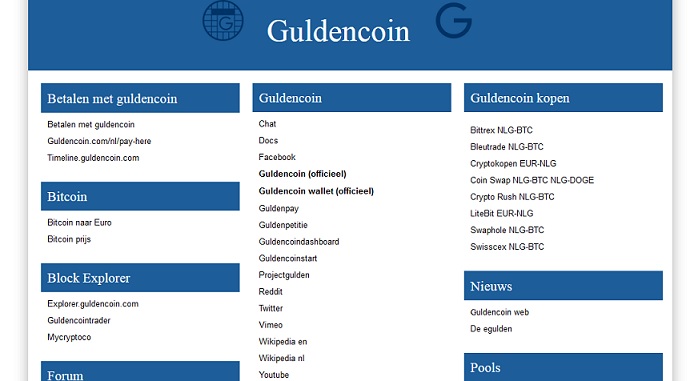 Guldencoin
Betalen met guldencoin
Betalen met guldencoin
Guldencoin.com/nl/pay-here
Timeline.guldencoin.com
Bitcoin
Bitcoin naar Euro
Bitcoin prijs
Block Explorer
Explorer.guldencoin.com
Guldencointrader
Mycryptoco
Forum
Guldencoin
Chat
Docs
Facebook
Guldencoin (officieel)
Guldencoin wallet (officieel)
Guldenpay
Guldenpetitie
Guldencoindashboard
Guldencoinstart
Projectgulden
Reddit
Twitter
Vimeo
Wikipedia en
Wikipedia nl
Youtube
Guldencoin kopen
Bittrex NLG-BTC
Bleutrade NLG-BTC
Cryptokopen EUR-NLG
Coin Swap NLG-BTC NLG-DOGE
Crypto Rush NLG-BTC
LiteBit EUR-NLG
Swaphole NLG-BTC
Swisscex NLG-BTC
Nieuws
Guldencoin web
De egulden
Pools